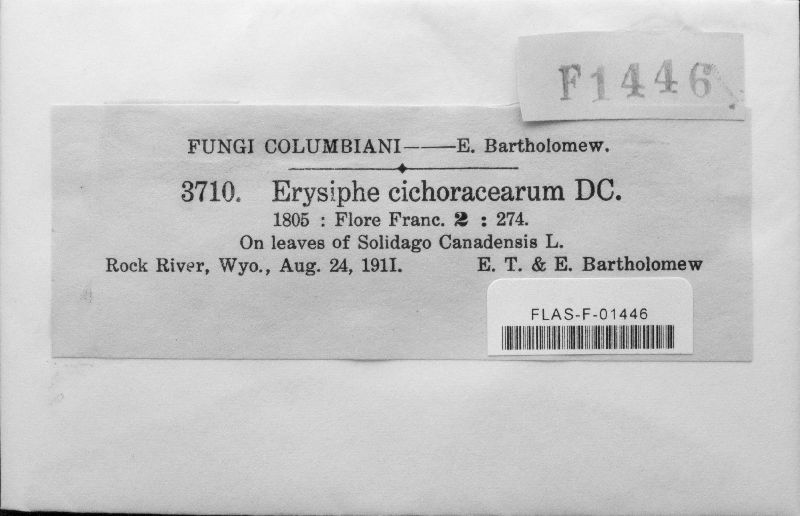 F1446
FUNGI COLUMBIANI——E. Bartholomew.
3710. Erysiphe cichoracearum DC.
1805 : Flore Franc. 2 : 274.
On leaves of Solidago Canadensis L.
Rock River, Wyo., Aug. 24, 1911. E. T. & E. Bartholomew
FLAS-F-01446